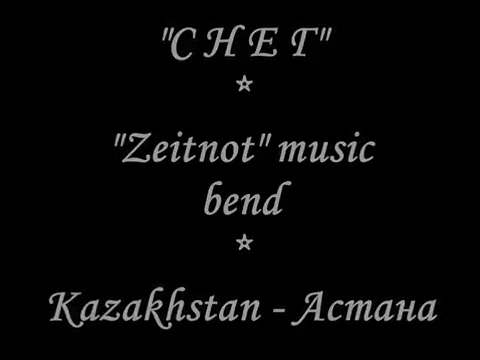 "С Н Е Г"
☆
"Zeitnot" music
bend
☆
Kazakhstan - Астана